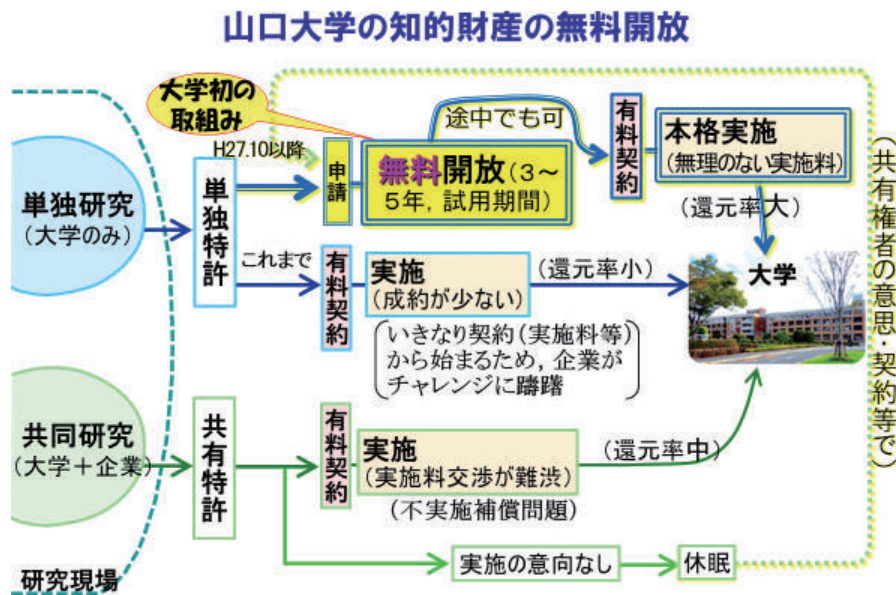 山口大学の知的財産の無料開放
大学初の
取組み
H27.10以降
申請
無料開放(3～
5年，試用期間)
途中でも可
有料契約
本格実施
(無理のない実施料)
(還元率大)
単独研究
(大学のみ)
単独特許
これまで
有料契約
実施
(成約が少ない)
(還元率小)
大学
いきなり契約(実施料等)
から始まるため，企業が
チャレンジに躊躇
共同研究
(大学＋企業)
共有特許
有料契約
実施
(実施料交渉が難渋)
(還元率中)
(不実施補償問題)
実施の意向なし
休眠
研究現場
(共有権者の意思・契約等で)